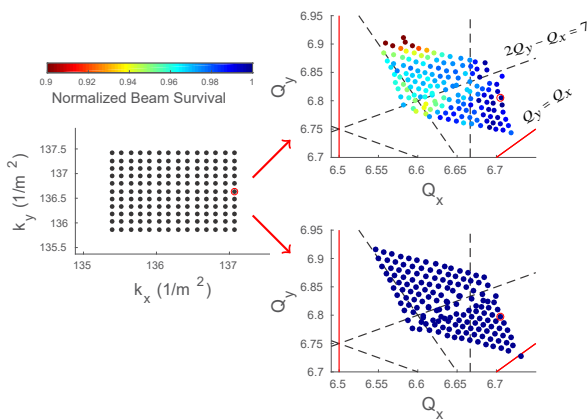 0.9 0.92 0.94 0.96 0.98 1
Normalized Beam Survival
6.95
6.9
6.85
6.8
6.75
6.7
Q_y
6.5 6.55 6.6 6.65 6.7
Q_x
2Q_y - Q_x = 7
Q_y = Q_x
137.5
137
136.5
136
135.5
k_y (1/m^2)
135 136 137
k_x (1/m^2)
6.95
6.9
6.85
6.8
6.75
6.7
Q_y
6.5 6.55 6.6 6.65 6.7
Q_x